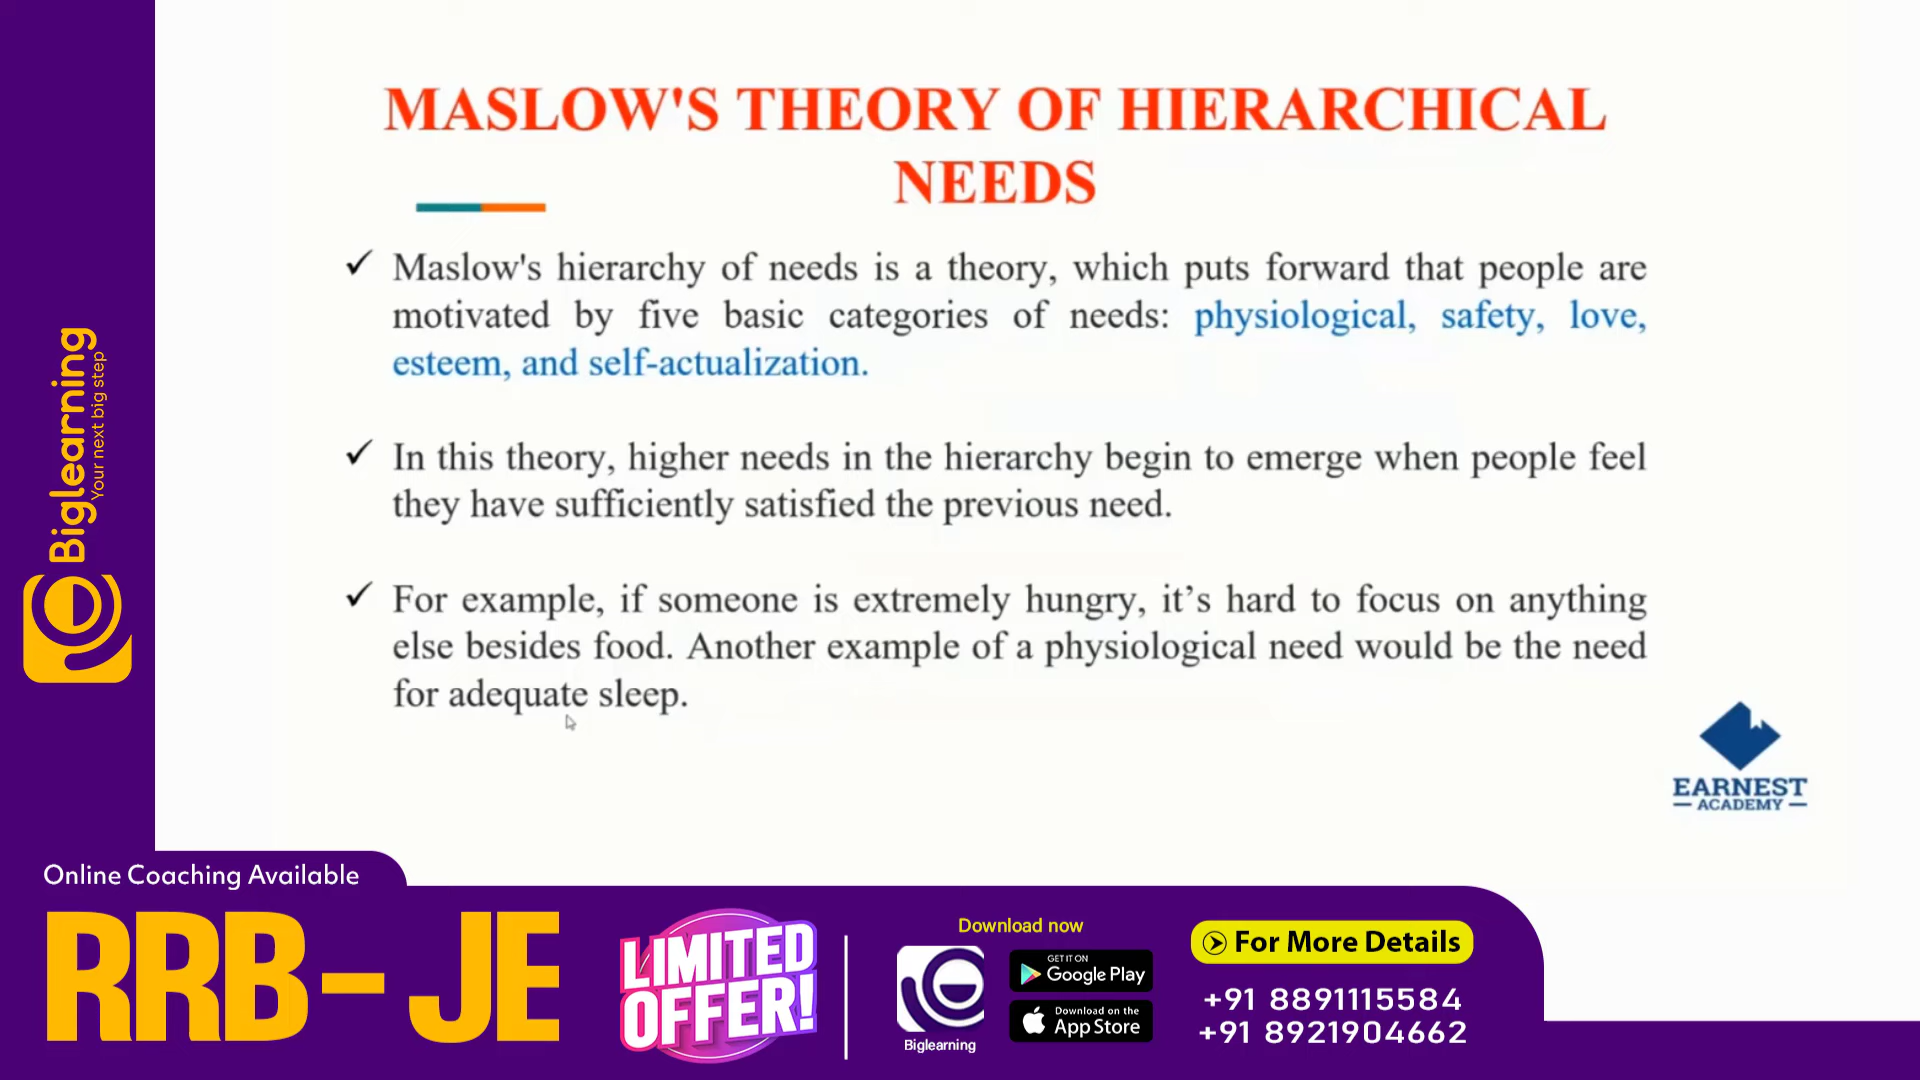 MASLOW'S THEORY OF HIERARCHICAL
NEEDS
✓ Maslow's hierarchy of needs is a theory, which puts forward that people are
motivated by five basic categories of needs: physiological, safety, love,
esteem, and self-actualization.
✓ In this theory, higher needs in the hierarchy begin to emerge when people feel
they have sufficiently satisfied the previous need.
✓ For example, if someone is extremely hungry, it’s hard to focus on anything
else besides food. Another example of a physiological need would be the need
for adequate sleep.
EARNEST
ACADEMY
Biglearning
Your next big step
Online Coaching Available
RRB-JE
LIMITED
OFFER!
Download now
Biglearning
GET IT ON
Google Play
Download on the
App Store
For More Details
+91 8891115584
+91 8921904662